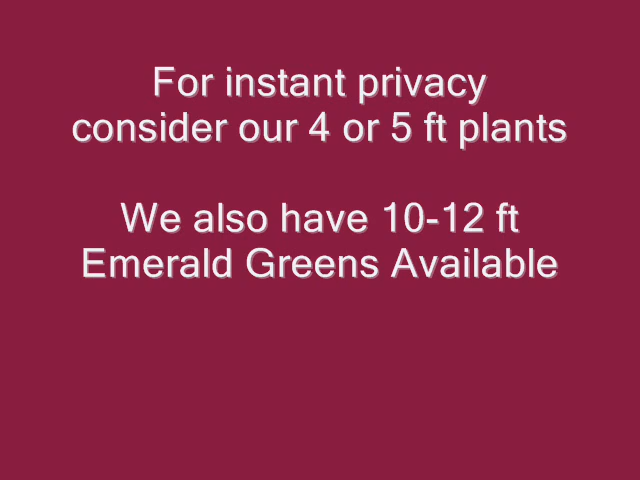 For instant privacy
consider our 4 or 5 ft plants
We also have 10-12 ft
Emerald Greens Available